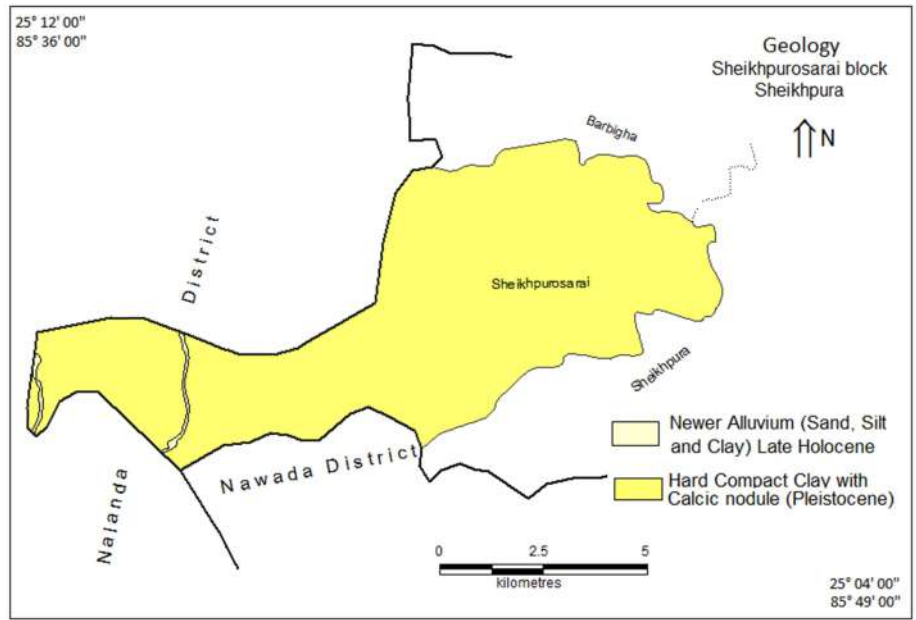 25° 12' 00"
85° 36' 00"
Geology
Sheikhpurosarai block
Sheikhpura
N
Barbigha
District
Sheikhpurosarai
Sheikhpura
Newer Alluvium (Sand, Silt
and Clay) Late Holocene
Nawada District
Hard Compact Clay with
Calcic nodule (Pleistocene)
Nalanda
0 2.5 5
kilometres
25° 04' 00"
85° 49' 00"